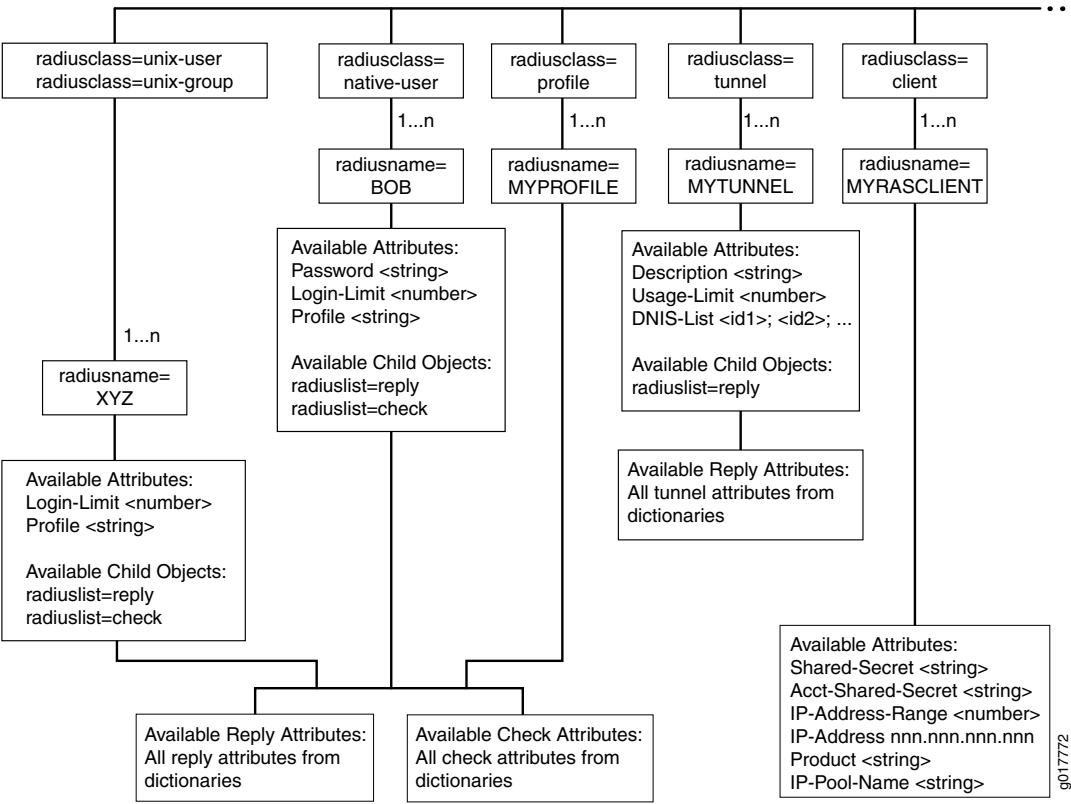 radiusclass=unix-user
radiusclass=unix-group
radiusclass=
native-user
radiusclass=
profile
radiusclass=
tunnel
radiusclass=
client
1...n
1...n
1...n
1...n
radiusname=
BOB
radiusname=
MYPROFILE
radiusname=
MYTUNNEL
radiusname=
MYRASCLIENT
Available Attributes:
Password <string>
Login-Limit <number>
Profile <string>
Available Child Objects:
radiuslist=reply
radiuslist=check
Available Attributes:
Description <string>
Usage-Limit <number>
DNIS-List <id1>; <id2>; ...
Available Child Objects:
radiuslist=reply
1...n
radiusname=
XYZ
Available Attributes:
Login-Limit <number>
Profile <string>
Available Child Objects:
radiuslist=reply
radiuslist=check
Available Reply Attributes:
All tunnel attributes from
dictionaries
Available Reply Attributes:
All reply attributes from
dictionaries
Available Check Attributes:
All check attributes from
dictionaries
Available Attributes:
Shared-Secret <string>
Acct-Shared-Secret <string>
IP-Address-Range <number>
IP-Address nnn.nnn.nnn.nnn
Product <string>
IP-Pool-Name <string>
g017772